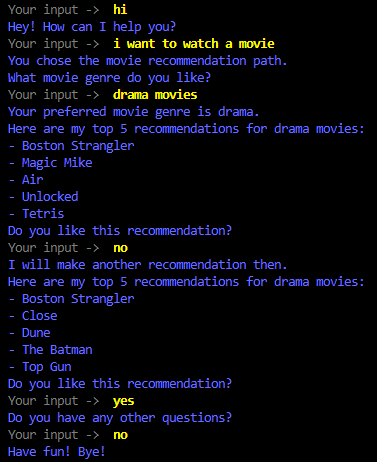 Your input ->  hi
Hey! How can I help you?
Your input ->  i want to watch a movie
You chose the movie recommendation path.
What movie genre do you like?
Your input ->  drama movies
Your preferred movie genre is drama.
Here are my top 5 recommendations for drama movies:
- Boston Strangler
- Magic Mike
- Air
- Unlocked
- Tetris
Do you like this recommendation?
Your input ->  no
I will make another recommendation then.
Here are my top 5 recommendations for drama movies:
- Boston Strangler
- Close
- Dune
- The Batman
- Top Gun
Do you like this recommendation?
Your input ->  yes
Do you have any other questions?
Your input ->  no
Have fun! Bye!